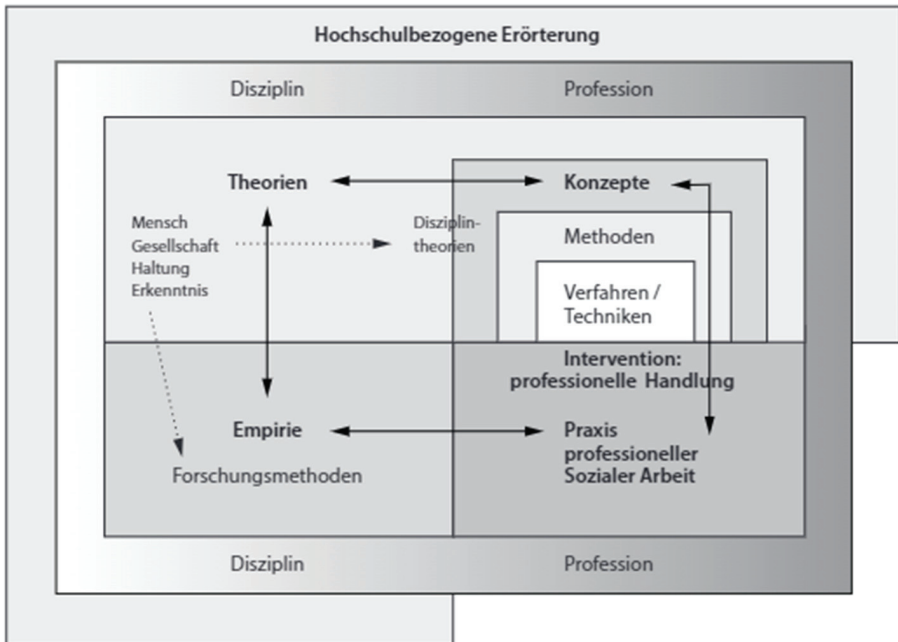 Hochschulbezogene Erörterung
Disziplin
Profession
Theorien
Konzepte
Mensch
Gesellschaft
Haltung
Erkenntnis
Disziplin-
theorien
Methoden
Verfahren /
Techniken
Intervention:
professionelle Handlung
Empirie
Praxis
professioneller
Sozialer Arbeit
Forschungsmethoden
Disziplin
Profession